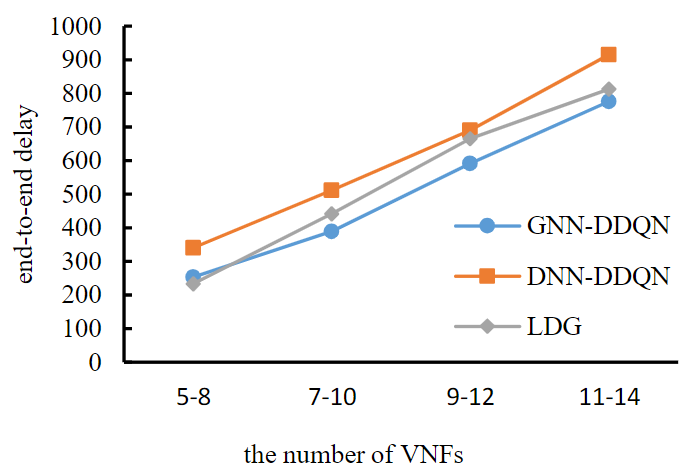 1000
900
800
700
600
500
400
300
200
100
0
end-to-end delay
GNN-DDQN
DNN-DDQN
LDG
5-8 7-10 9-12 11-14
the number of VNFs